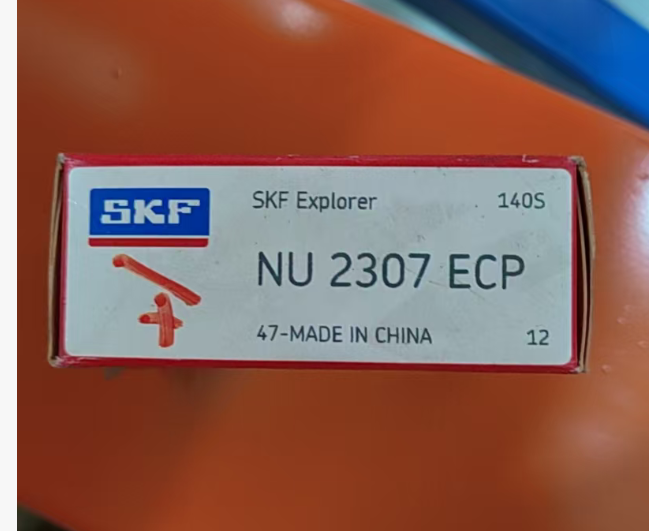 SKF
SKF Explorer 140S
NU 2307 ECP
47-MADE IN CHINA 12